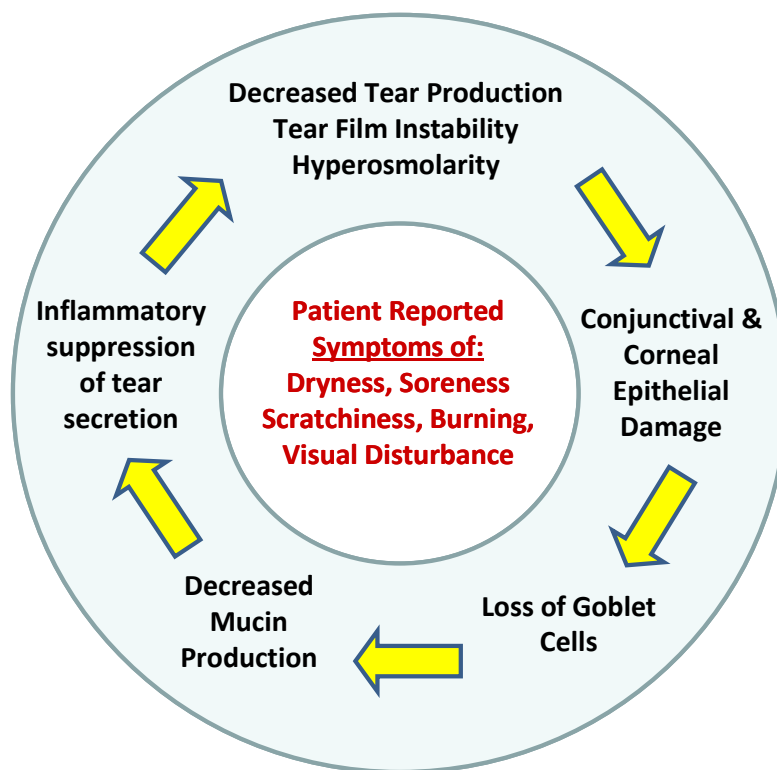 Decreased Tear Production
Tear Film Instability
Hyperosmolarity
Conjunctival &
Corneal
Epithelial
Damage
Loss of Goblet
Cells
Decreased
Mucin
Production
Inflammatory
suppression
of tear
secretion
Patient Reported
Symptoms of:
Dryness, Soreness
Scratchiness, Burning,
Visual Disturbance